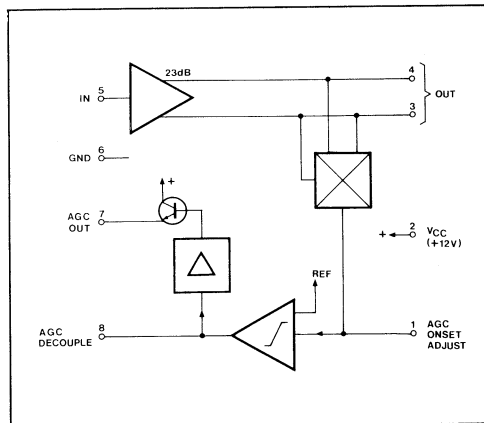 23dB
4
5
IN
OUT
3
6
GND
+
AGC
OUT
7
2
+
VCC
(+12V)
REF
AGC
DECOUPLE
8
1
AGC
ONSET
ADJUST